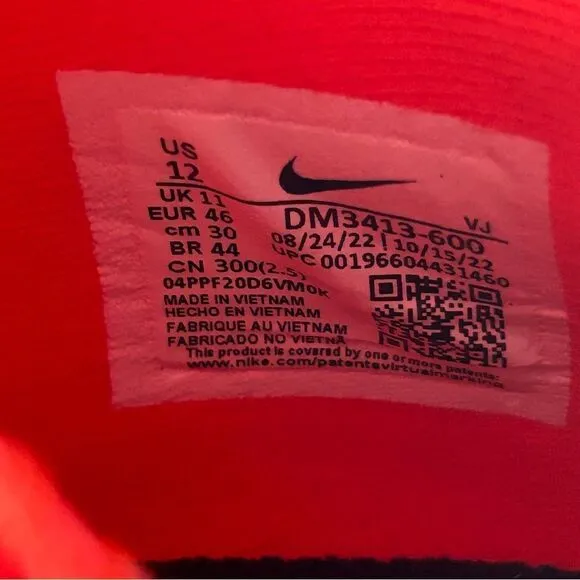 US
12
UK 11
EUR 46
cm 30
BR 44
CN 300(2.5)
VJ
DM3413-600
08/24/22 | 10/15/22
UPC 00196604431460
04PPF20D6VM0K
MADE IN VIETNAM
HECHO EN VIETNAM
FABRIQUE AU VIETNAM
FABRICADO NO VIETNA
This product is covered by one or more patents:
www.nike.com/patentsvirtualmarking